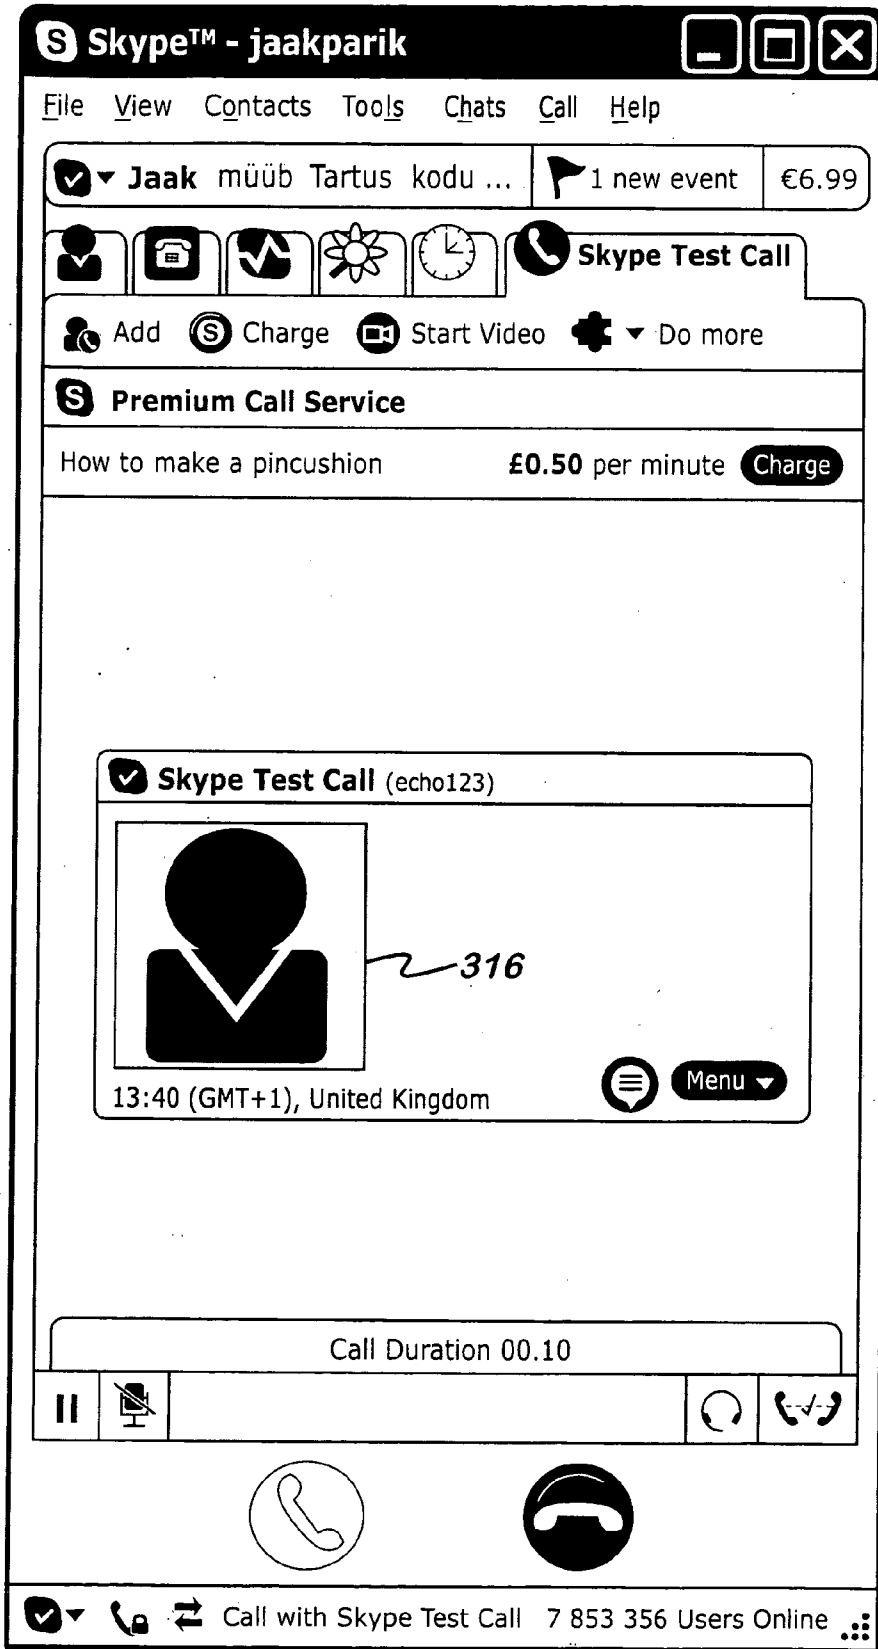 Skype™ - jaakparik
File View Contacts Tools Chats Call Help
Jaak müüb Tartus kodu ... 1 new event €6.99
Skype Test Call
Add S Charge Start Video Do more
S Premium Call Service
How to make a pincushion £0.50 per minute Charge
Skype Test Call (echo123)
316
13:40 (GMT+1), United Kingdom Menu
Call Duration 00.10
Call with Skype Test Call 7 853 356 Users Online